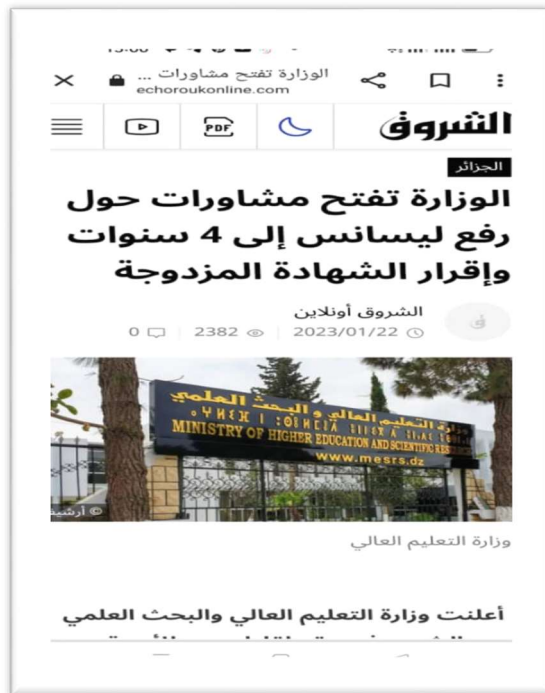 الوزارة تفتح مشاورات ...
echoroukonline.com
الشروق
PDF
الجزائر
الوزارة تفتح مشاورات حول
رفع ليسانس إلى 4 سنوات
وإقرار الشهادة المزدوجة
الشروق أونلاين
2023/01/22 2382 0
وزارة التعليم العالي و البحث العلمي
MINISTRY OF HIGHER EDUCATION AND SCIENTIFIC
www.mesrs.dz
© أرشيف
وزارة التعليم العالي
أعلنت وزارة التعليم العالي والبحث العلمي